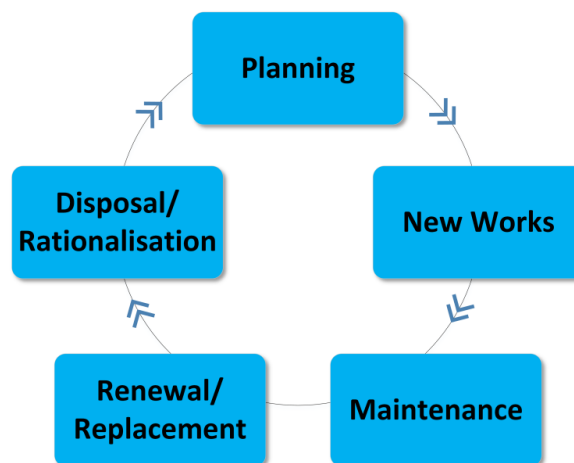 Planning
New Works
Maintenance
Renewal/
Replacement
Disposal/
Rationalisation